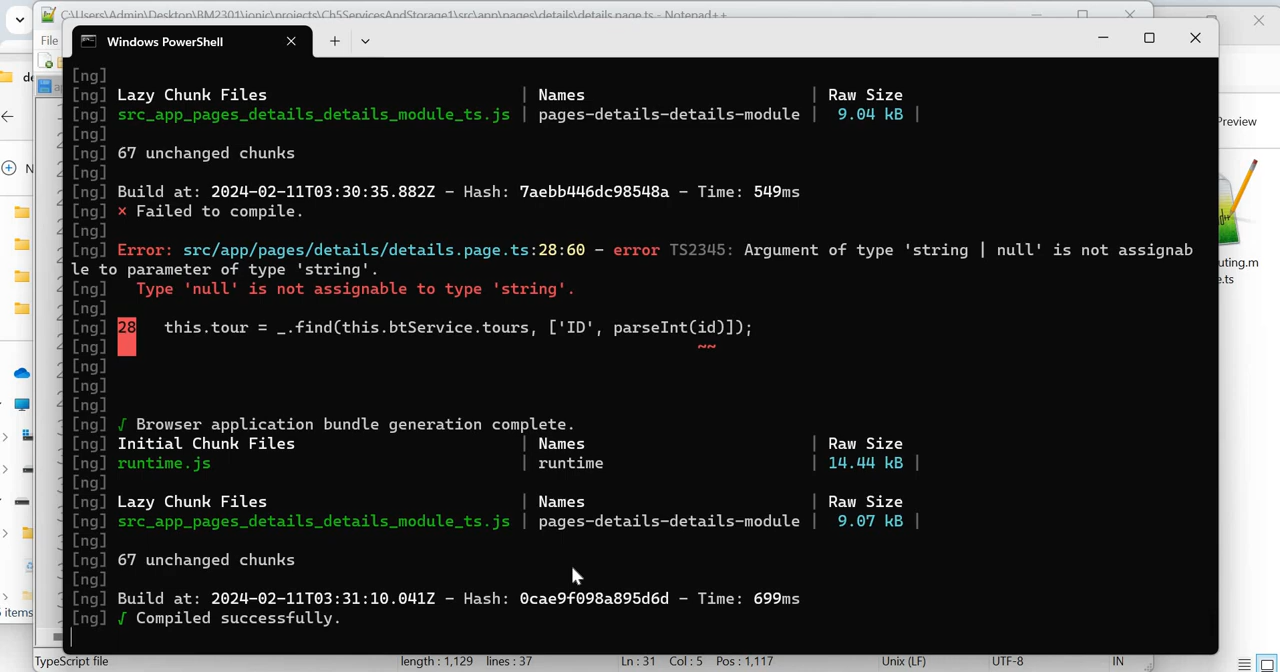 C:\Users\Admin\Desktop\BM2301\ionic\projects\Ch5ServicesAndStorage1\src\app\pages\details\details.page.ts - Notepad++
File
Windows PowerShell
de
[ng]
[ng] Lazy Chunk Files | Names | Raw Size
[ng] src_app_pages_details_details_module_ts.js | pages-details-details-module | 9.04 kB |
Preview
[ng]
[ng] 67 unchanged chunks
N
[ng]
[ng] Build at: 2024-02-11T03:30:35.882Z - Hash: 7aebb446dc98548a - Time: 549ms
[ng] × Failed to compile.
[ng]
[ng] Error: src/app/pages/details/details.page.ts:28:60 - error TS2345: Argument of type 'string | null' is not assignab
le to parameter of type 'string'.
uting.m
e.ts
[ng] Type 'null' is not assignable to type 'string'.
[ng]
[ng] 28 this.tour = _.find(this.btService.tours, ['ID', parseInt(id)]);
[ng] ~~
[ng]
[ng]
[ng]
[ng] √ Browser application bundle generation complete.
[ng] Initial Chunk Files | Names | Raw Size
[ng] runtime.js | runtime | 14.44 kB |
[ng]
[ng] Lazy Chunk Files | Names | Raw Size
[ng] src_app_pages_details_details_module_ts.js | pages-details-details-module | 9.07 kB |
[ng]
[ng] 67 unchanged chunks
[ng]
[ng] Build at: 2024-02-11T03:31:10.041Z - Hash: 0cae9f098a895d6d - Time: 699ms
5 items
[ng] √ Compiled successfully.
TypeScript file length : 1,129 lines : 37 Ln : 31 Col : 5 Pos : 1,117 Unix (LF) UTF-8 IN